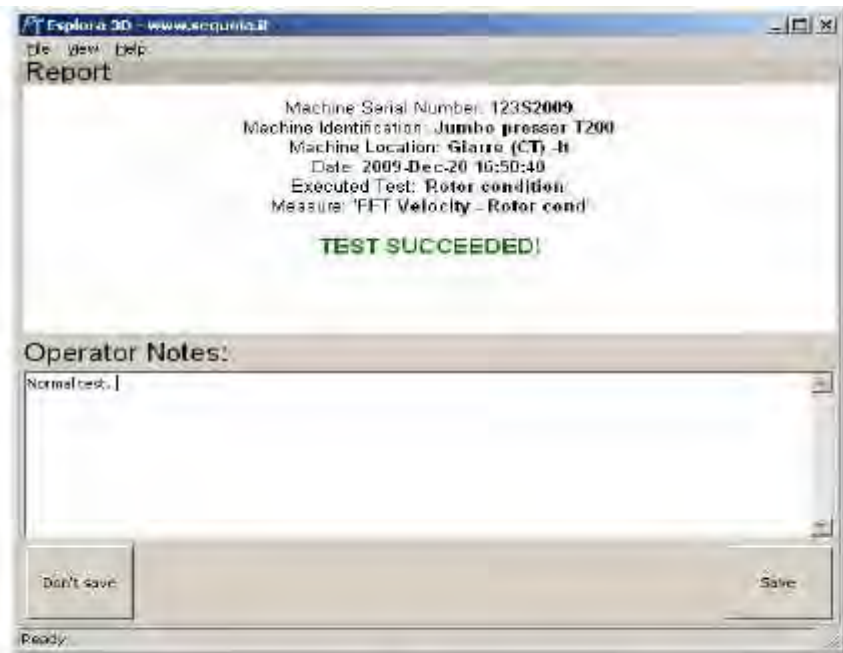 Esplora 3D - www.sequoia.it
File View Help
Report
Machine Serial Number: 123S2009
Machine Identification: Jumbo presser T200
Machine Location: Giarre (CT) -It
Date: 2009-Dec-20 16:50:40
Executed Test: 'Rotor condition'
Measure: 'FFT Velocity - Rotor cond'
TEST SUCCEEDED!
Operator Notes:
Normal test..
Don't save
Save
Ready